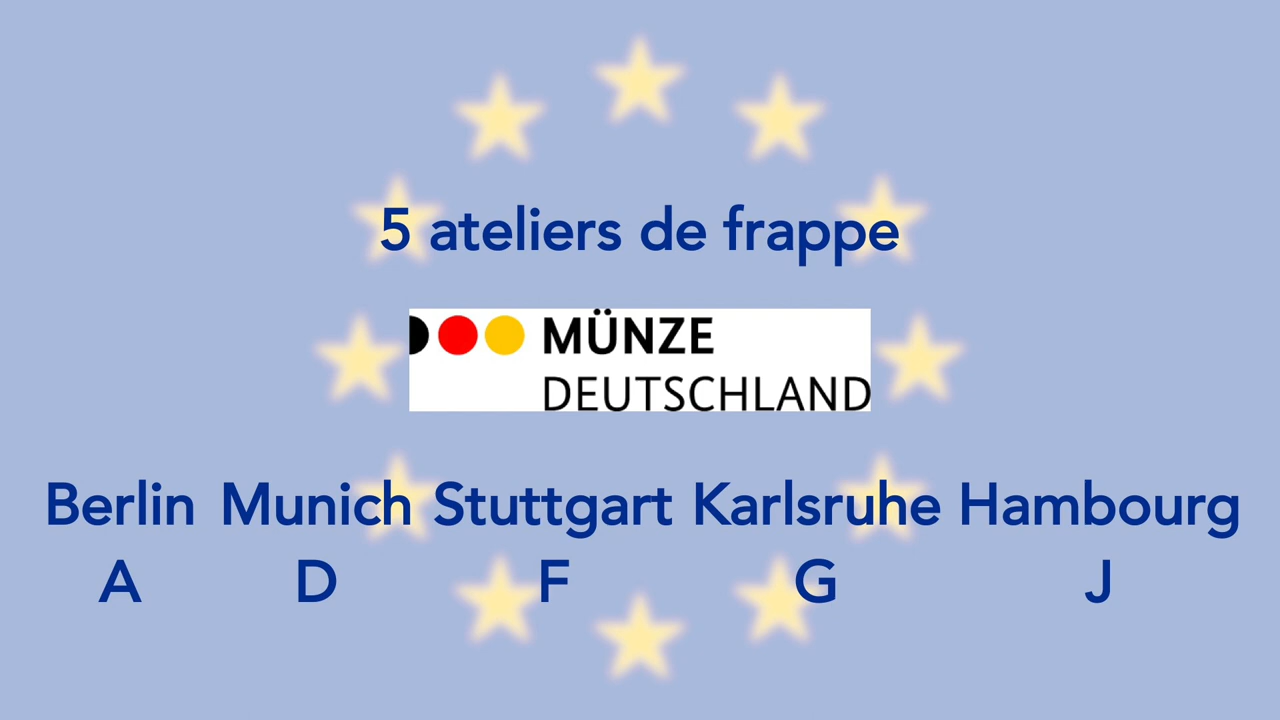 5 ateliers de frappe
MÜNZE
DEUTSCHLAND
Berlin Munich Stuttgart Karlsruhe Hambourg
A D F G J